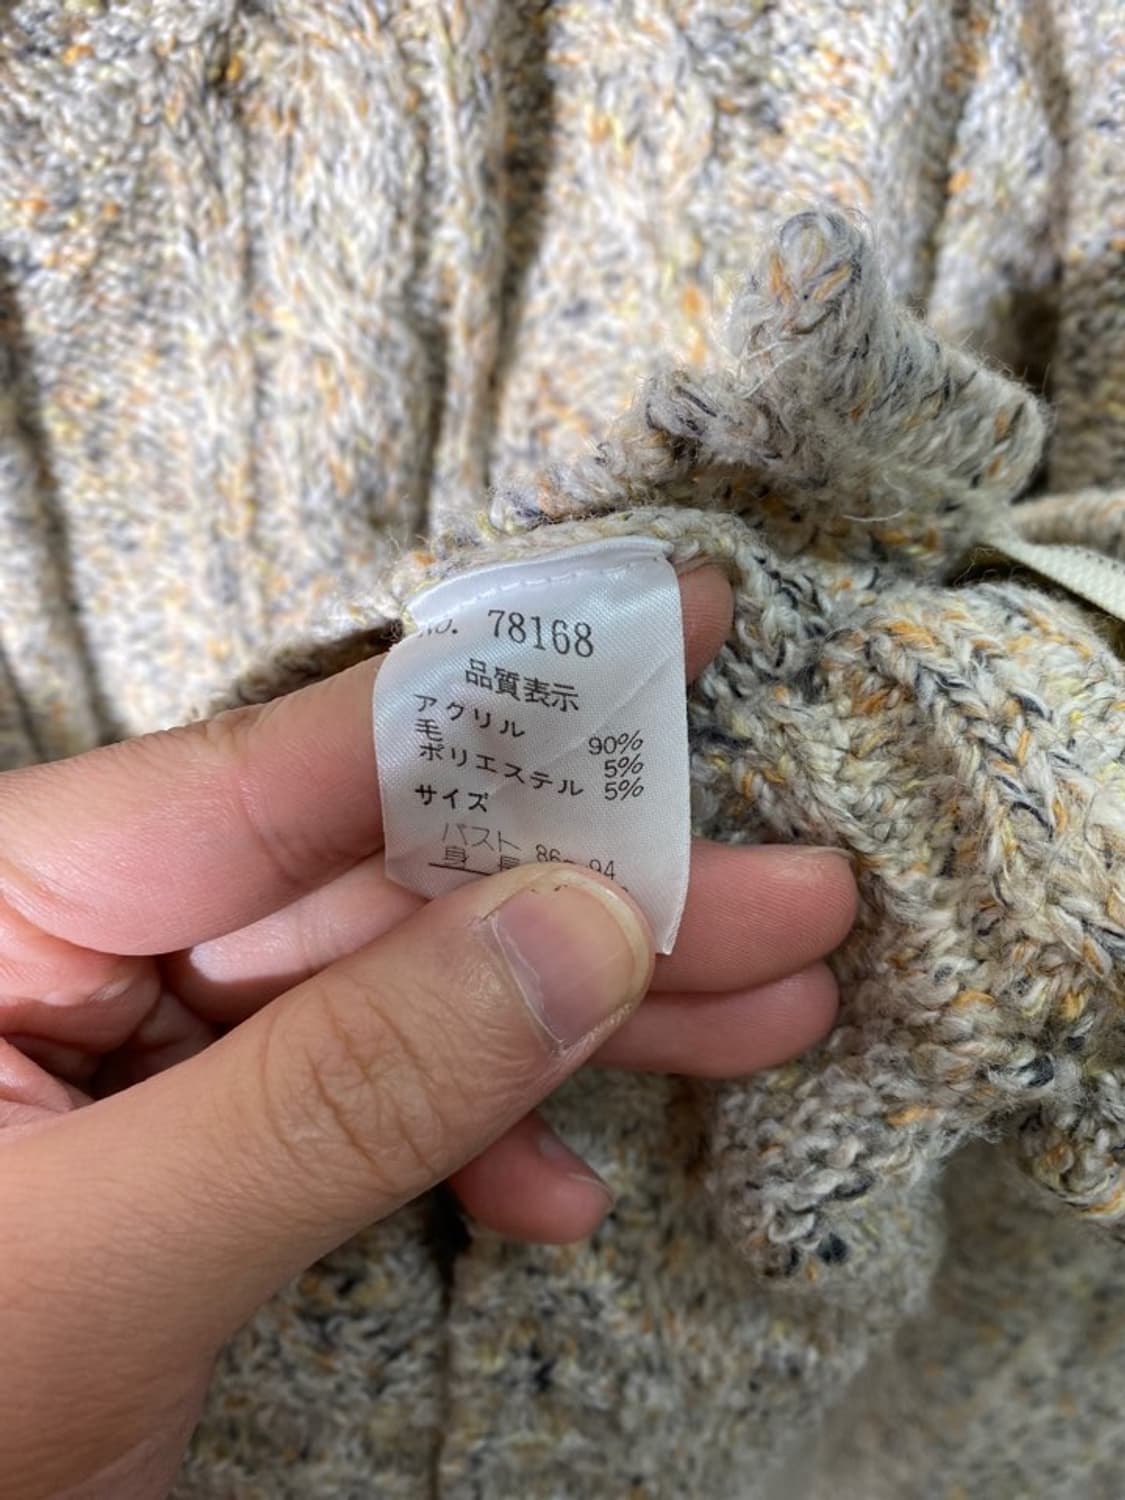 No. 78168
品質表示
アクリル 90%
毛 5%
ポリエステル 5%
サイズ
バスト 86〜94
身長